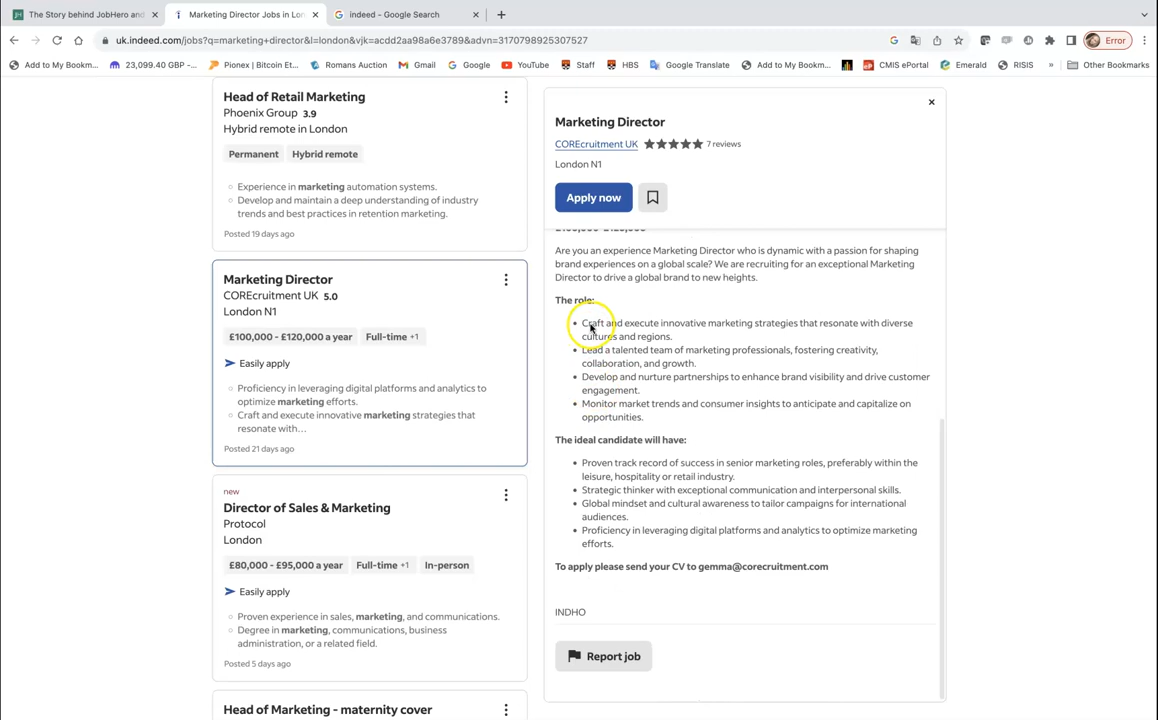 The Story behind JobHero and
Marketing Director Jobs in Lon
indeed - Google Search
uk.indeed.com/jobs?q=marketing+director&l=london&vjk=acdd2aa98a6e3789&advn=3170798925307527
Error
Add to My Bookm...
23,099.40 GBP -...
Pionex | Bitcoin Et...
Romans Auction
Gmail
Google
YouTube
Staff
HBS
Google Translate
Add to My Bookm...
CMIS ePortal
Emerald
RISIS
»
Other Bookmarks
Head of Retail Marketing
Phoenix Group 3.9
Hybrid remote in London
Permanent
Hybrid remote
Experience in marketing automation systems.
Develop and maintain a deep understanding of industry
trends and best practices in retention marketing.
Posted 19 days ago
Marketing Director
COREcruitment UK 5.0
London N1
£100,000 - £120,000 a year
Full-time +1
Easily apply
Proficiency in leveraging digital platforms and analytics to
optimize marketing efforts.
Craft and execute innovative marketing strategies that
resonate with...
Posted 21 days ago
new
Director of Sales & Marketing
Protocol
London
£80,000 - £95,000 a year
Full-time +1
In-person
Easily apply
Proven experience in sales, marketing, and communications.
Degree in marketing, communications, business
administration, or a related field.
Posted 5 days ago
Head of Marketing - maternity cover
Marketing Director
COREcruitment UK
7 reviews
London N1
Apply now
Are you an experience Marketing Director who is dynamic with a passion for shaping
brand experiences on a global scale? We are recruiting for an exceptional Marketing
Director to drive a global brand to new heights.
The role:
Craft and execute innovative marketing strategies that resonate with diverse
cultures and regions.
Lead a talented team of marketing professionals, fostering creativity,
collaboration, and growth.
Develop and nurture partnerships to enhance brand visibility and drive customer
engagement.
Monitor market trends and consumer insights to anticipate and capitalize on
opportunities.
The ideal candidate will have:
Proven track record of success in senior marketing roles, preferably within the
leisure, hospitality or retail industry.
Strategic thinker with exceptional communication and interpersonal skills.
Global mindset and cultural awareness to tailor campaigns for international
audiences.
Proficiency in leveraging digital platforms and analytics to optimize marketing
efforts.
To apply please send your CV to gemma@corecruitment.com
INDHO
Report job